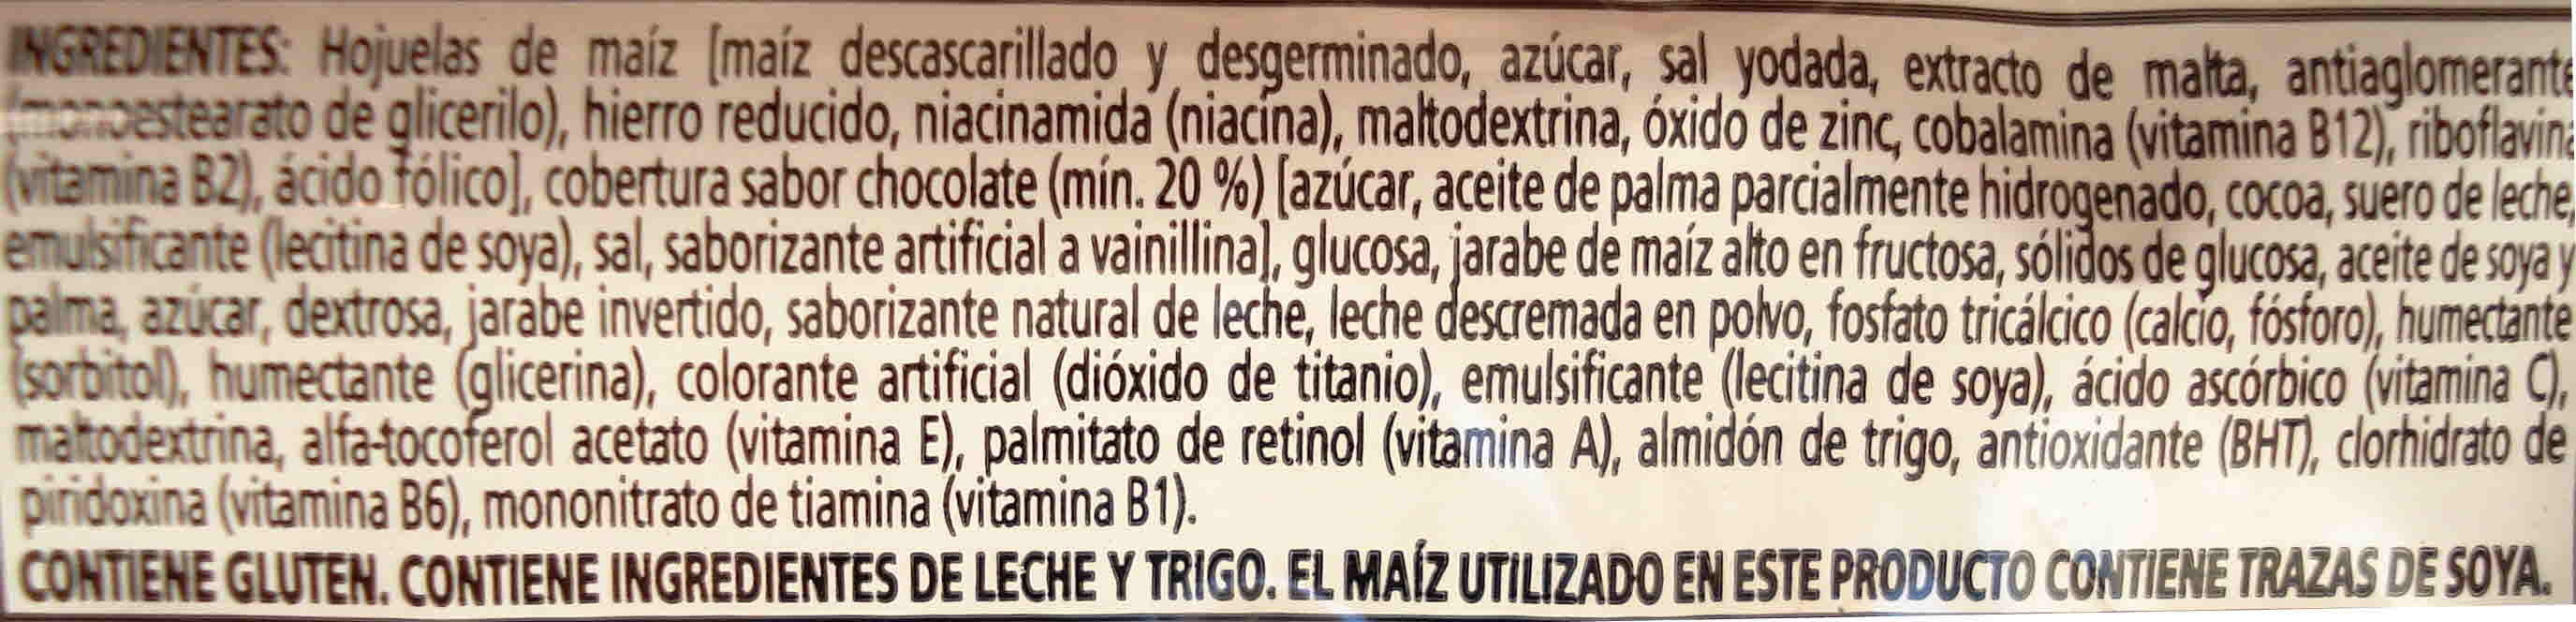 INGREDIENTES: Hojuelas de maíz [maíz descascarillado y desgerminado, azúcar, sal yodada, extracto de malta, antiaglomerante
(monoestearato de glicerilo), hierro reducido, niacinamida (niacina), maltodextrina, óxido de zinc, cobalamina (vitamina B12), riboflavina
(vitamina B2), ácido fólico], cobertura sabor chocolate (mín. 20 %) [azúcar, aceite de palma parcialmente hidrogenado, cocoa, suero de leche,
emulsificante (lecitina de soya), sal, saborizante artificial a vainillina], glucosa, jarabe de maíz alto en fructosa, sólidos de glucosa, aceite de soya y
palma, azúcar, dextrosa, jarabe invertido, saborizante natural de leche, leche descremada en polvo, fosfato tricálcico (calcio, fósforo), humectante
(sorbitol), humectante (glicerina), colorante artificial (dióxido de titanio), emulsificante (lecitina de soya), ácido ascórbico (vitamina C),
maltodextrina, alfa-tocoferol acetato (vitamina E), palmitato de retinol (vitamina A), almidón de trigo, antioxidante (BHT), clorhidrato de
piridoxina (vitamina B6), mononitrato de tiamina (vitamina B1).
CONTIENE GLUTEN. CONTIENE INGREDIENTES DE LECHE Y TRIGO. EL MAÍZ UTILIZADO EN ESTE PRODUCTO CONTIENE TRAZAS DE SOYA.